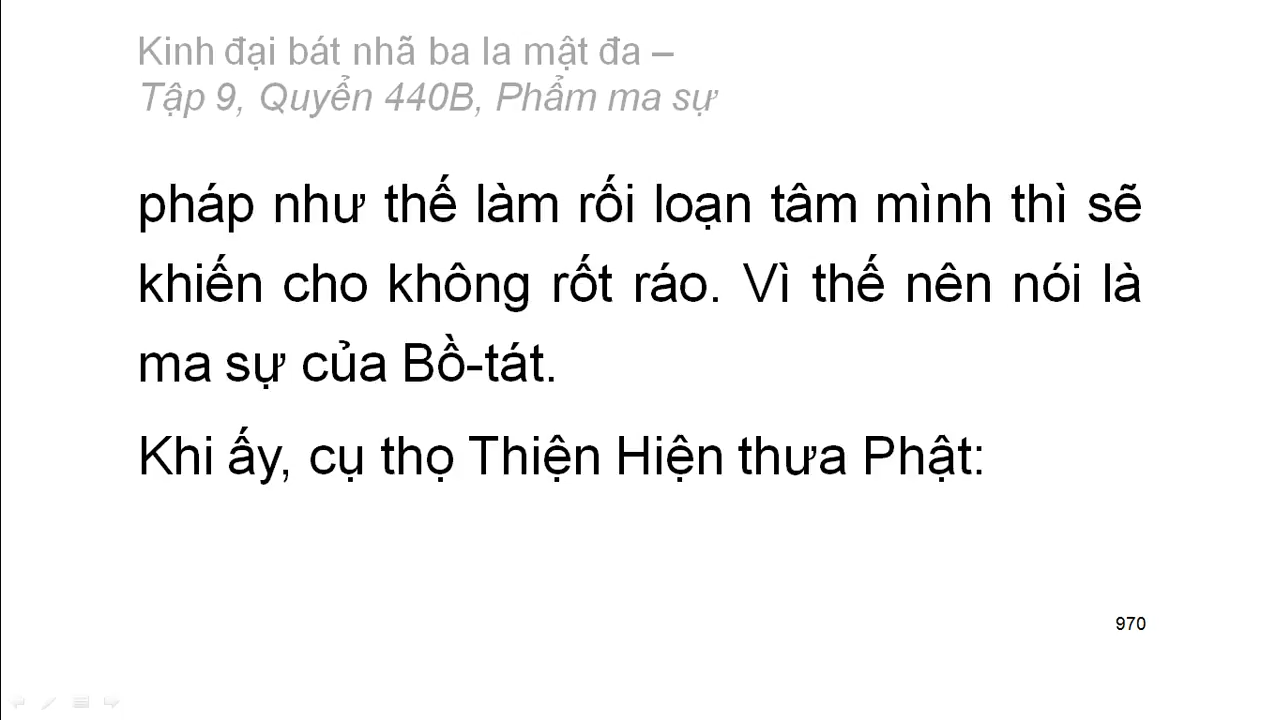 Kinh đại bát nhã ba la mật đa –
Tập 9, Quyển 440B, Phẩm ma sự
pháp như thế làm rối loạn tâm mình thì sẽ
khiến cho không rốt ráo. Vì thế nên nói là
ma sự của Bồ-tát.
Khi ấy, cụ thọ Thiện Hiện thưa Phật:
970